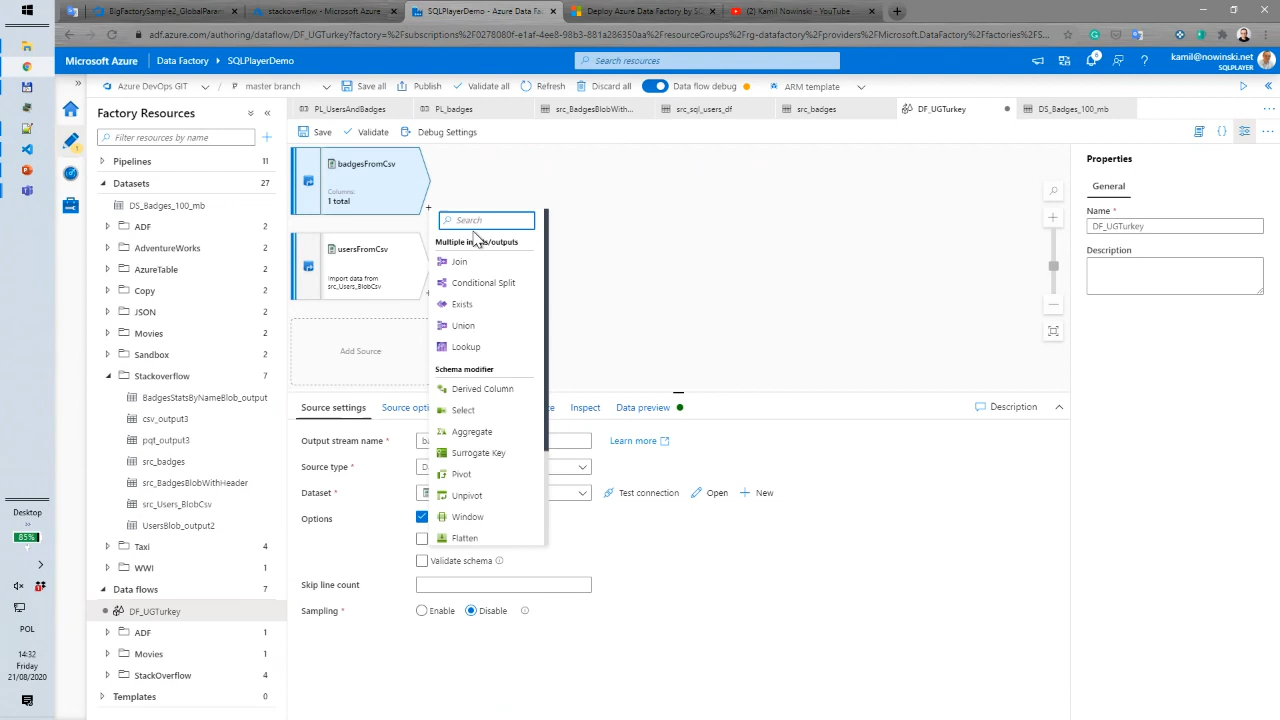 BigFactorySample2_GlobalParam
stackoverflow - Microsoft Azure
SQLPlayerDemo - Azure Data Fac
Deploy Azure Data Factory by SQ
(1) Kamil Nowinski - YouTube
adf.azure.com/authoring/dataflow/DF_UGTurkey?factory=%2Fsubscriptions%2F0278080f-e1af-4ee8-98b3-881a286350aa%2FresourceGroups%2Frg-datafactory%2Fproviders%2FMicrosoft.DataFactory%2Ffactories%2FS...
Microsoft Azure
Data Factory
SQLPlayerDemo
Search resources
kamil@nowinski.net
SQLPLAYER
Azure DevOps GIT
master branch
Save all
Publish
Validate all
Refresh
Discard all
Data flow debug
ARM template
Factory Resources
Filter resources by name
Pipelines 11
Datasets 27
DS_Badges_100_mb
ADF 2
AdventureWorks 2
AzureTable 2
Copy 2
JSON 2
Movies 2
Sandbox 2
Stackoverflow 7
BadgesStatsByNameBlob_output
csv_output3
pqt_output3
src_badges
src_BadgesBlobWithHeader
src_Users_BlobCsv
UsersBlob_output2
Taxi 4
WWI
Data flows 7
DF_UGTurkey
ADF 1
Movies 2
StackOverflow 4
Templates 0
PL_UsersAndBadges
PL_badges
src_BadgesBlobWith...
src_sql_users_df
src_badges
DF_UGTurkey
DS_Badges_100_mb
Save
Validate
Debug Settings
badgesFromCsv
Columns:
1 total
usersFromCsv
Import data from
src_Users_BlobCsv
Add Source
Search
Multiple inputs/outputs
Join
Conditional Split
Exists
Union
Lookup
Schema modifier
Derived Column
Select
Aggregate
Surrogate Key
Pivot
Unpivot
Window
Flatten
Source settings
Source opti
Inspect
Data preview
Description
Output stream name *
Learn more
Source type *
Dataset *
Test connection
Open
New
Options
Validate schema
Skip line count
Sampling *
Enable
Disable
Properties
General
Name *
DF_UGTurkey
Description
Desktop
85%
POL
14:32
Friday
21/08/2020